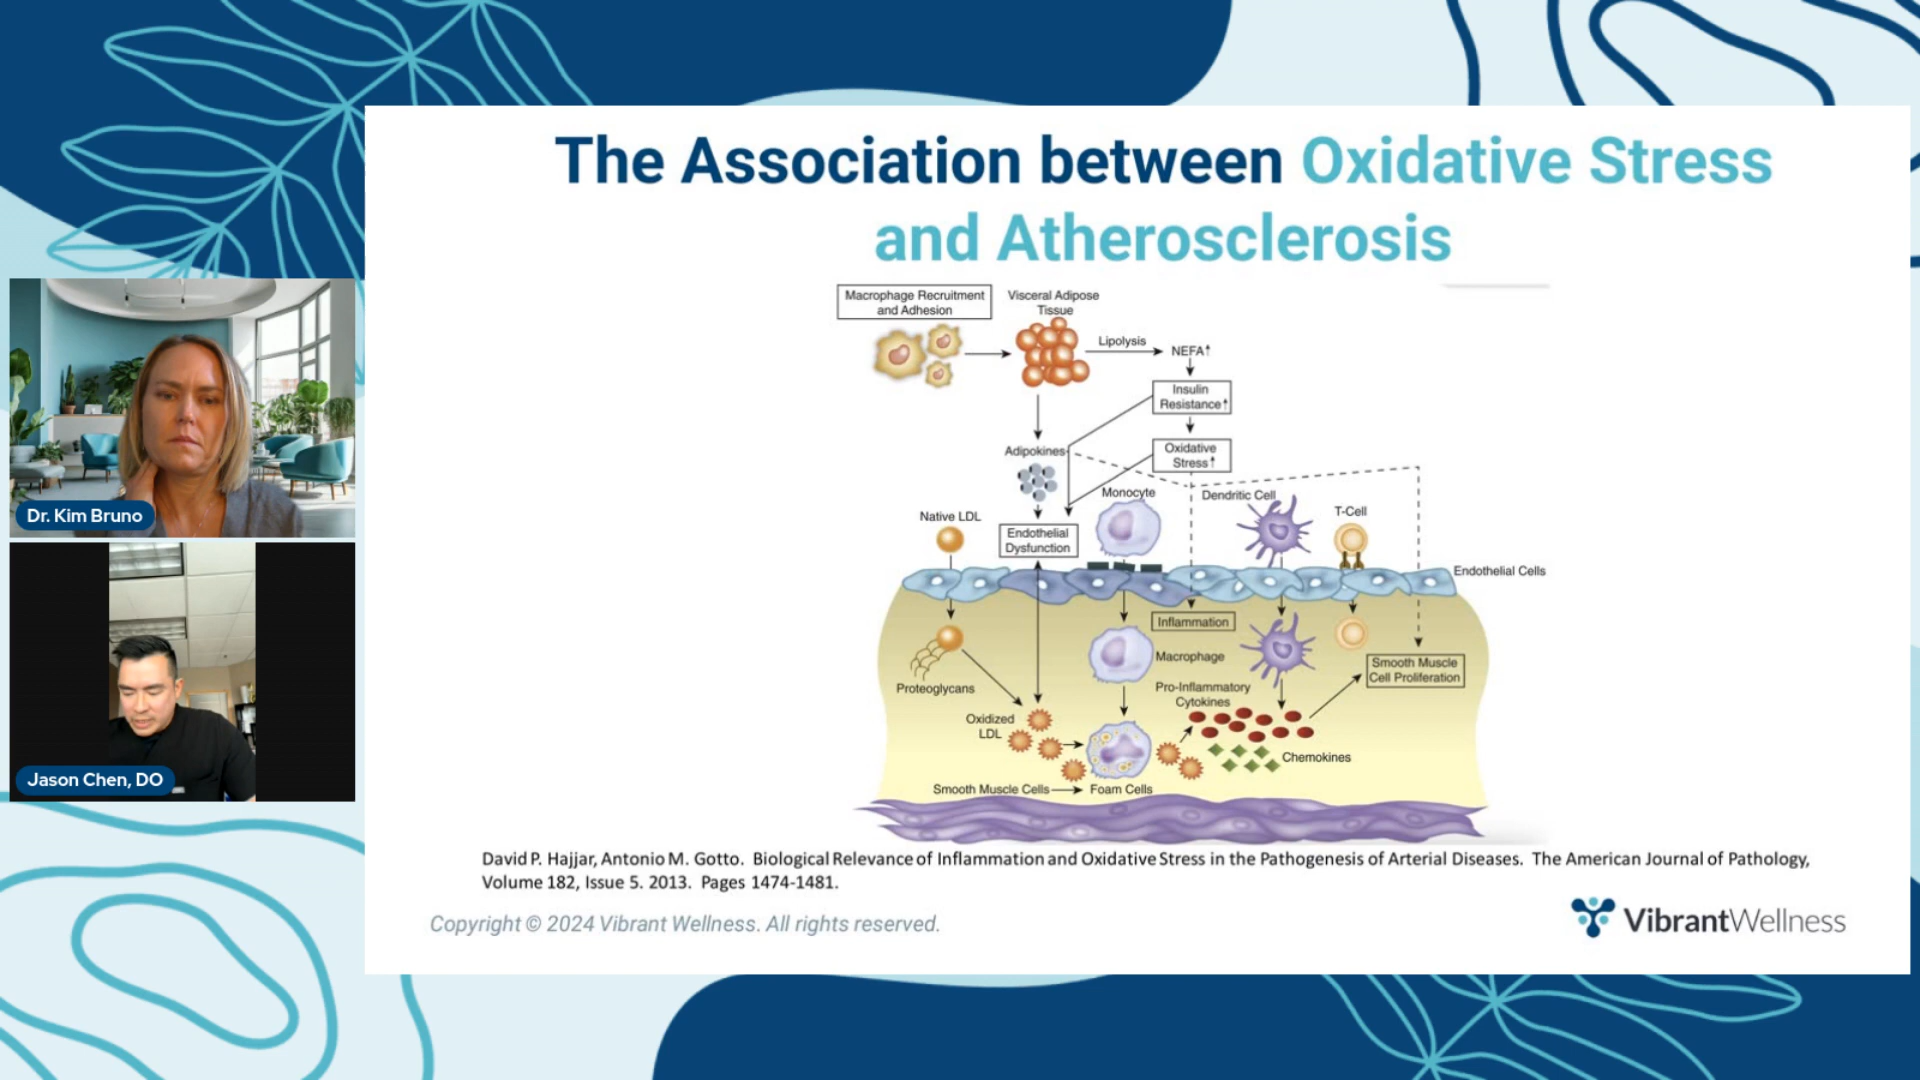 The Association between Oxidative Stress
and Atherosclerosis
Macrophage Recruitment
and Adhesion
Visceral Adipose
Tissue
Lipolysis
NEFA↑
Insulin
Resistance↑
Adipokines
Oxidative
Stress↑
Monocyte
Dendritic Cell
T-Cell
Native LDL
Endothelial
Dysfunction
Endothelial Cells
Inflammation
Macrophage
Smooth Muscle
Cell Proliferation
Proteoglycans
Pro-Inflammatory
Cytokines
Oxidized
LDL
Chemokines
Smooth Muscle Cells
Foam Cells
David P. Hajjar, Antonio M. Gotto. Biological Relevance of Inflammation and Oxidative Stress in the Pathogenesis of Arterial Diseases. The American Journal of Pathology,
Volume 182, Issue 5. 2013. Pages 1474-1481.
Copyright © 2024 Vibrant Wellness. All rights reserved.
VibrantWellness
Dr. Kim Bruno
Jason Chen, DO